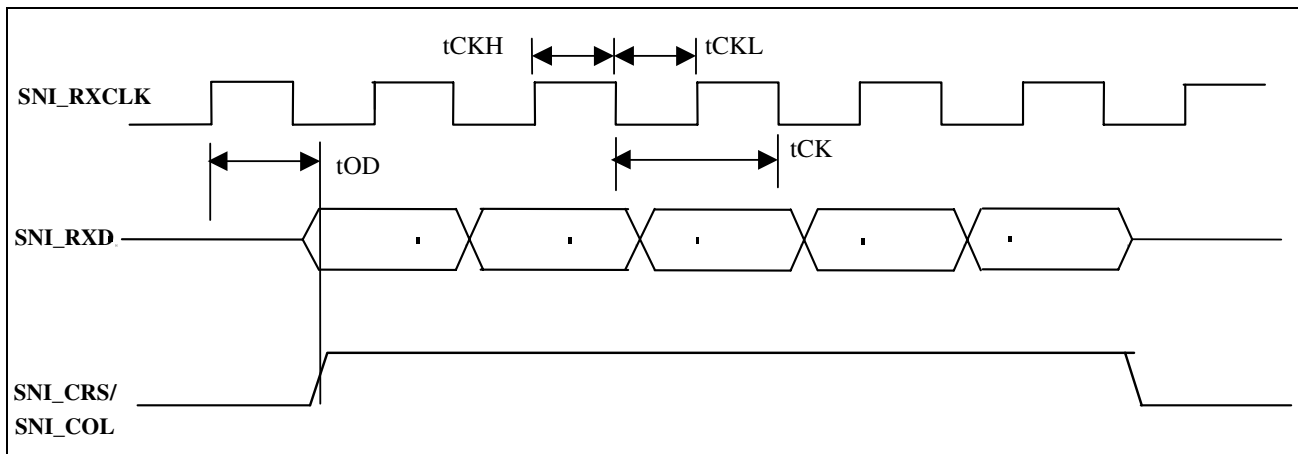 tCKH
tCKL
SNI_RXCLK
tOD
tCK
SNI_RXD
SNI_CRS/
SNI_COL